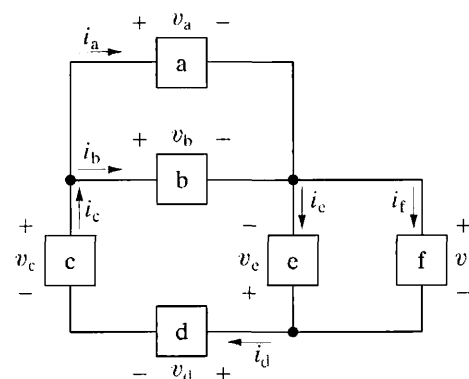 i_a + v_a −
a
i_b + v_b −
b
i_c i_e i_f
+ − +
v_c c v_e e f v
− + −
d
− v_d + i_d